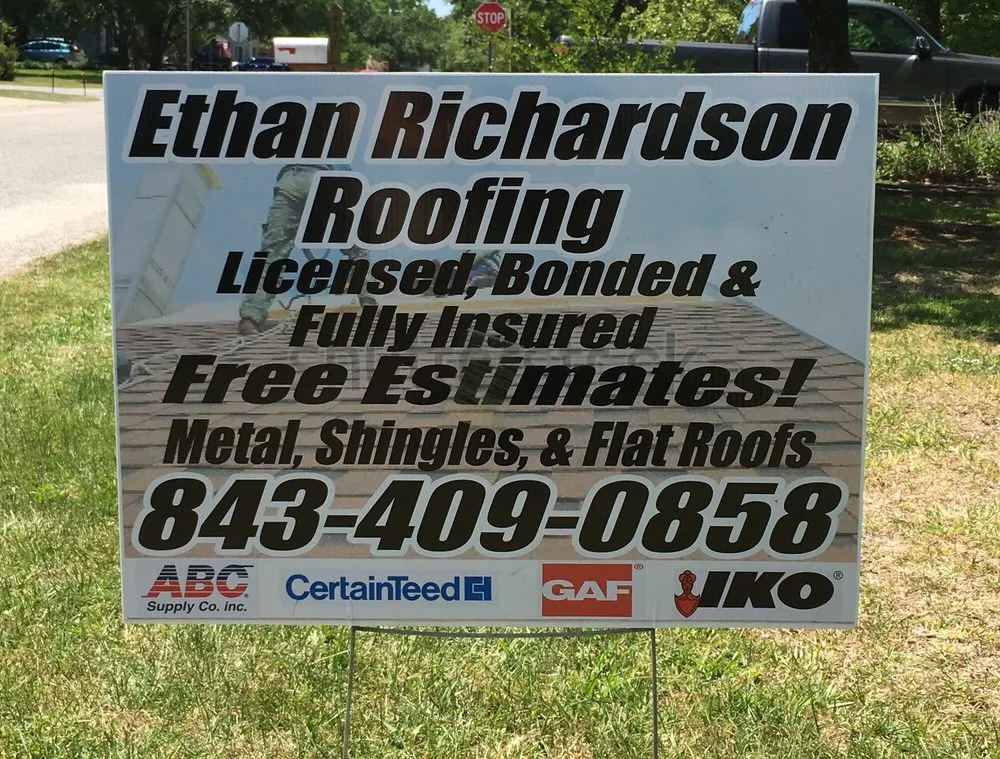 STOP
Ethan Richardson
Roofing
Licensed, Bonded &
Fully Insured
Free Estimates!
Metal, Shingles, & Flat Roofs
843-409-0858
ABC Supply Co. inc.
CertainTeed
GAF®
IKO®